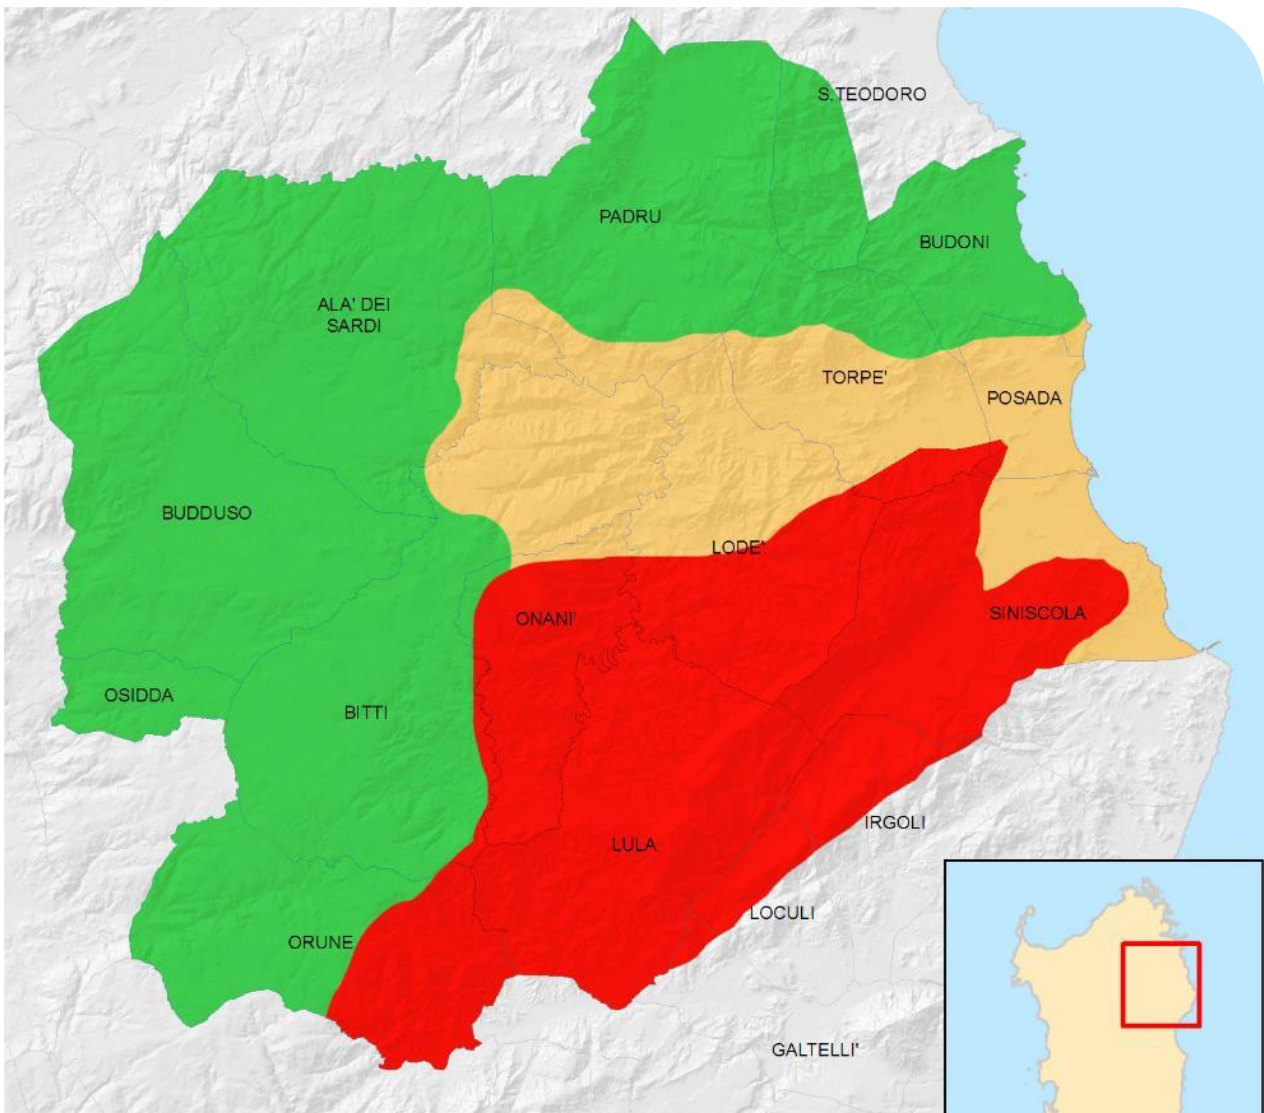 S. TEODORO
PADRU
BUDONI
ALA' DEI
SARDI
TORPE'
POSADA
BUDDUSO
LODE'
ONANI'
SINISCOLA
OSIDDA
BITTI
IRGOLI
LULA
LOCULI
ORUNE
GALTELLI'